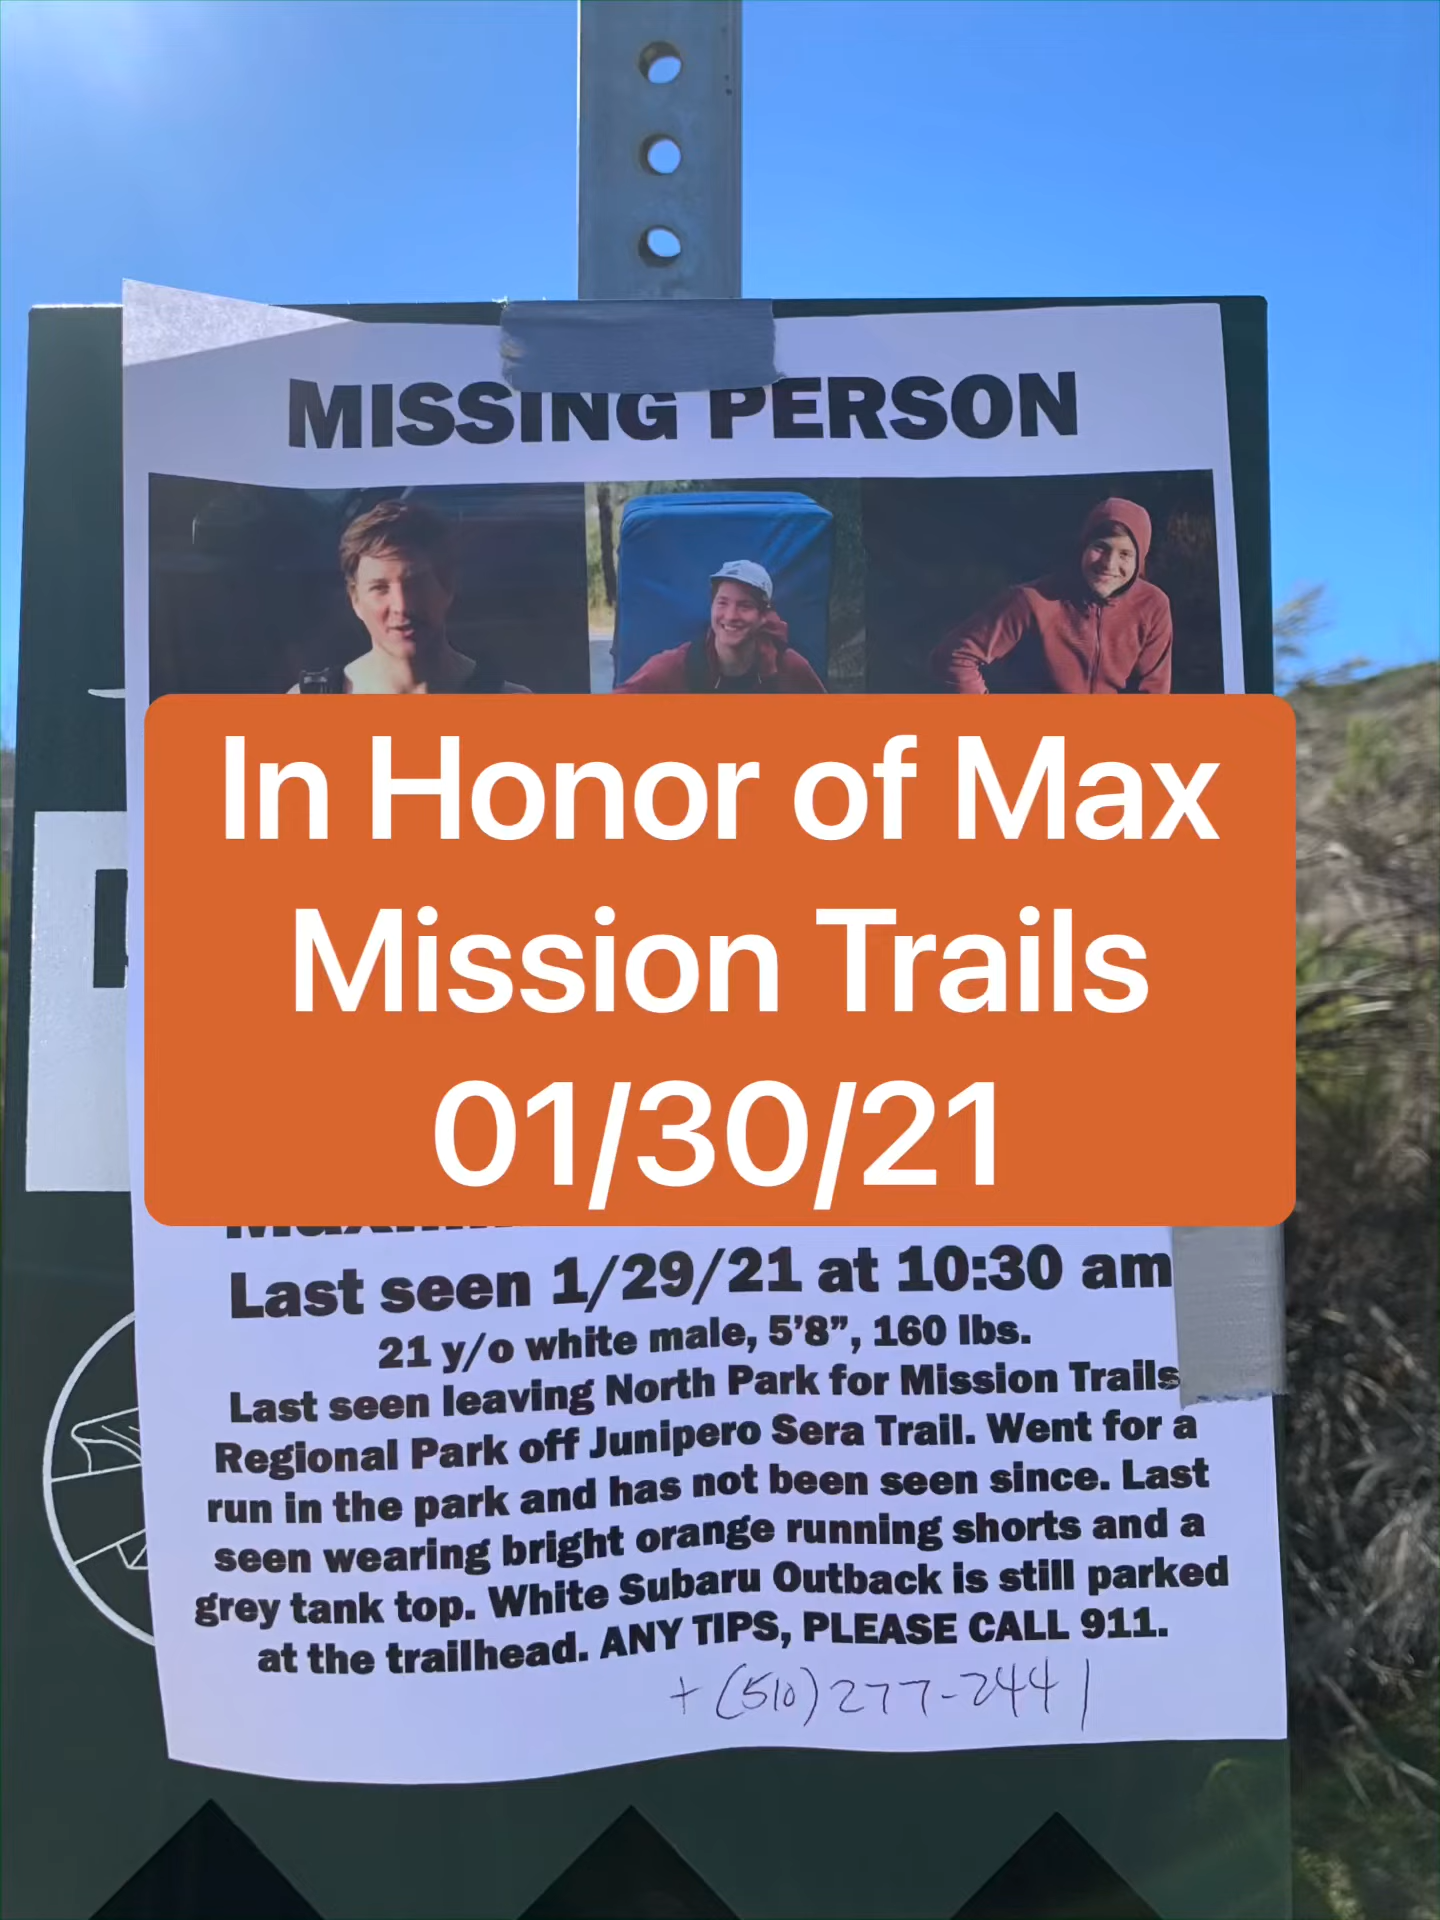 MISSING PERSON
In Honor of Max
Mission Trails
01/30/21
Last seen 1/29/21 at 10:30 am
21 y/o white male, 5'8”, 160 lbs.
Last seen leaving North Park for Mission Trails
Regional Park off Junipero Sera Trail. Went for a
run in the park and has not been seen since. Last
seen wearing bright orange running shorts and a
grey tank top. White Subaru Outback is still parked
at the trailhead. ANY TIPS, PLEASE CALL 911.
+ (510) 277-2441